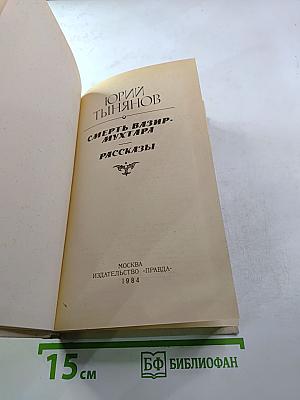 ЮРИЙ
ТЫНЯНОВ
СМЕРТЬ ВАЗИР-
МУХТАРА
РАССКАЗЫ
МОСКВА
ИЗДАТЕЛЬСТВО «ПРАВДА»
1984
15 см
БФ БИБЛИОФАН